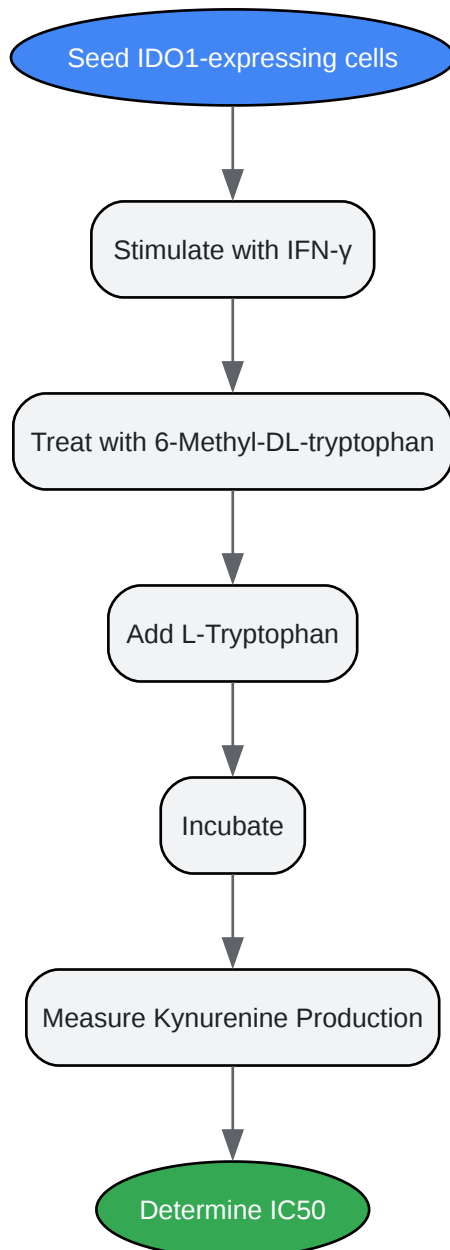 Seed IDO1-expressing cells
Stimulate with IFN-γ
Treat with 6-Methyl-DL-tryptophan
Add L-Tryptophan
Incubate
Measure Kynurenine Production
Determine IC50